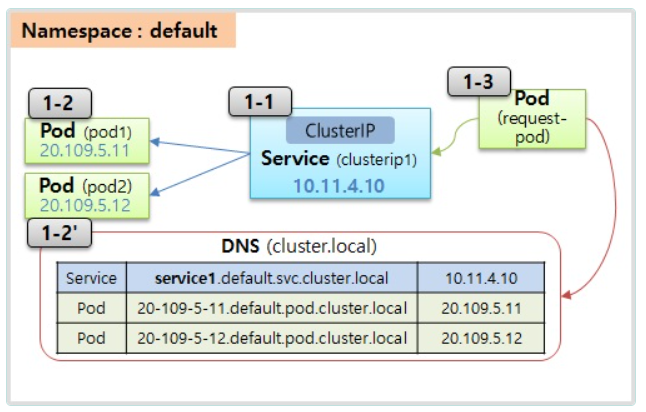 Namespace : default
1-2
Pod (pod1)
20.109.5.11
Pod (pod2)
20.109.5.12
1-2'
1-1
ClusterIP
Service (clusterip1)
10.11.4.10
1-3
Pod
(request-
pod)
DNS (cluster.local)
Service service1.default.svc.cluster.local 10.11.4.10
Pod 20-109-5-11.default.pod.cluster.local 20.109.5.11
Pod 20-109-5-12.default.pod.cluster.local 20.109.5.12